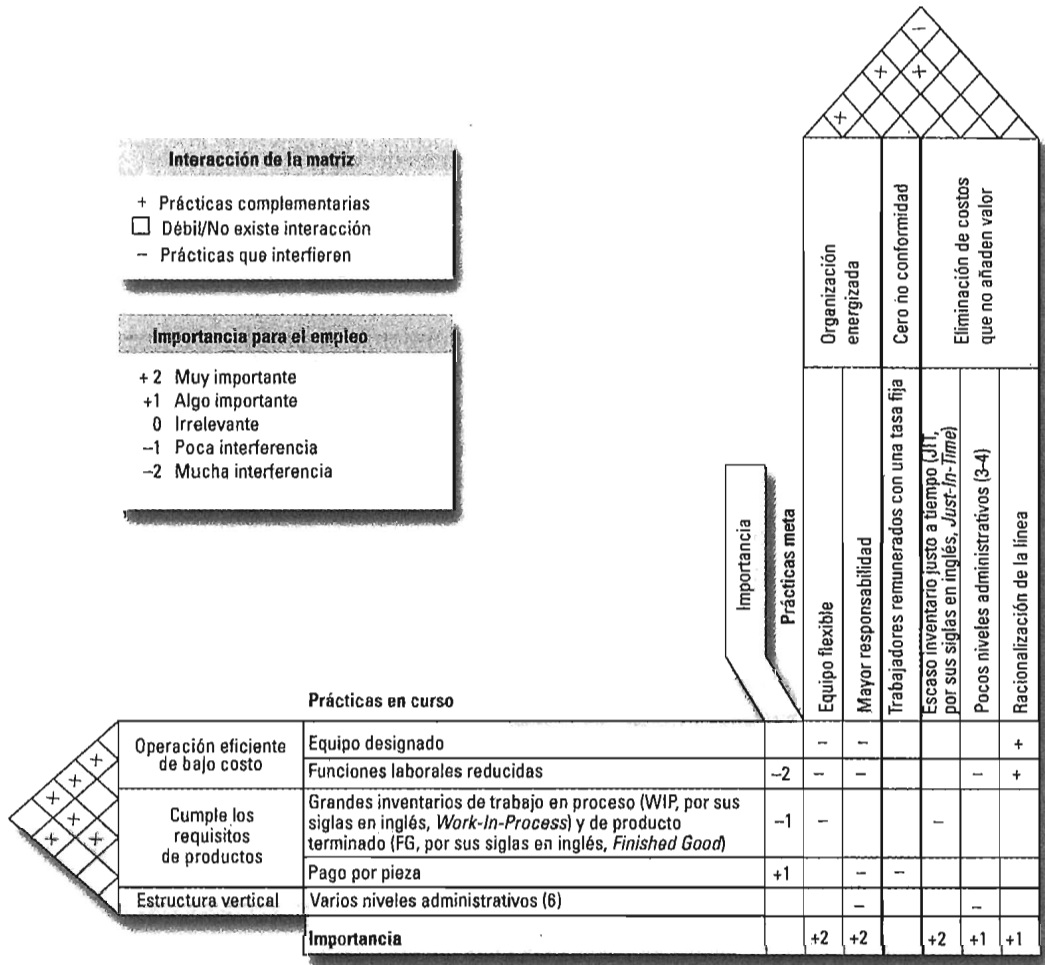 Interacción de la matriz
+ Prácticas complementarias
Débil/No existe interacción
– Prácticas que interfieren
Importancia para el empleo
+2 Muy importante
+1 Algo importante
0 Irrelevante
–1 Poca interferencia
–2 Mucha interferencia
–
+ +
+
Organización
energizada
Cero no conformidad
Eliminación de costos
que no añaden valor
Importancia
Prácticas meta
Equipo flexible
Mayor responsabilidad
Trabajadores remunerados con una tasa fija
Escaso inventario justo a tiempo (JIT,
por sus siglas en inglés, Just-In-Time)
Pocos niveles administrativos (3-4)
Racionalización de la línea
Prácticas en curso
+
+
+ +
+ +
Operación eficiente
de bajo costo
Equipo designado – – +
Funciones laborales reducidas –2 – – – +
Cumple los
requisitos
de productos
Grandes inventarios de trabajo en proceso (WIP, por sus
siglas en inglés, Work-In-Process) y de producto
terminado (FG, por sus siglas en inglés, Finished Good)
–1 – –
Pago por pieza +1 – –
Estructura vertical
Varios niveles administrativos (6) – –
Importancia +2 +2 +2 +1 +1